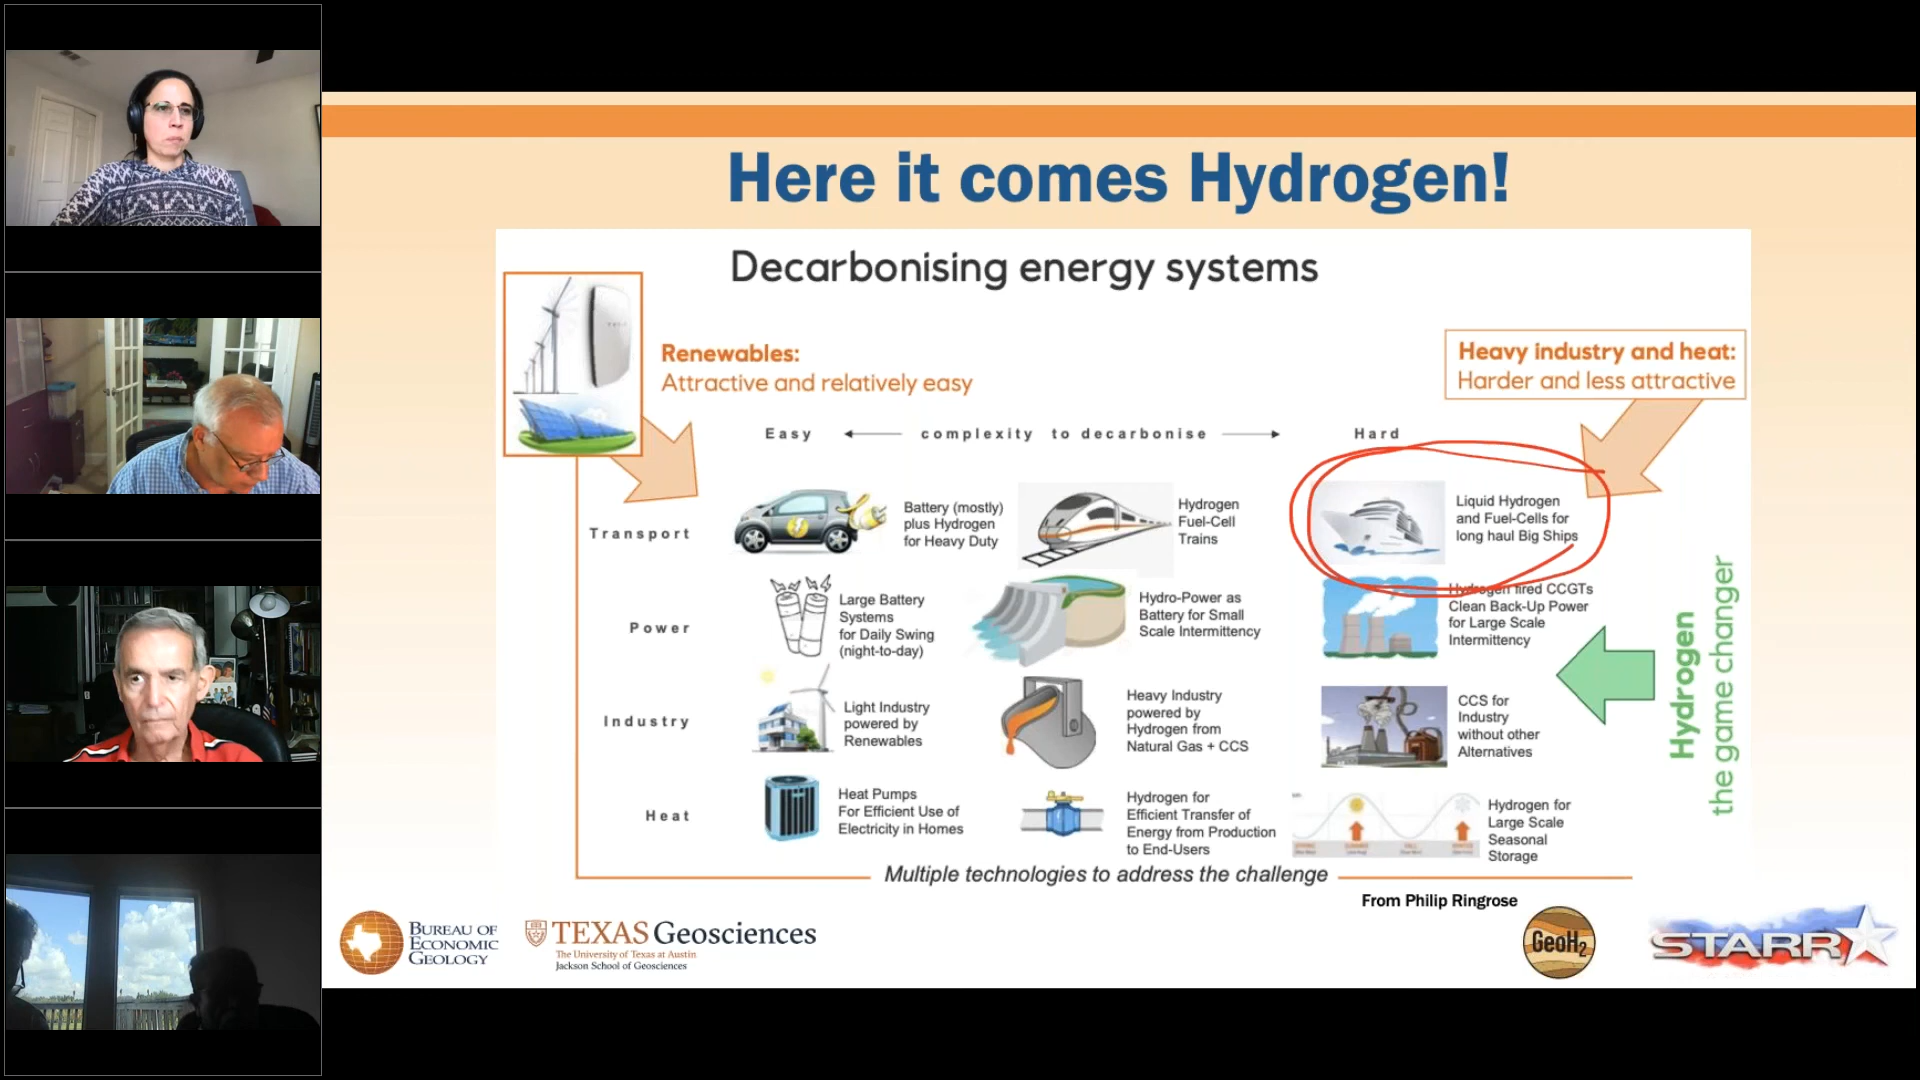 Here it comes Hydrogen!
Decarbonising energy systems
Renewables:
Attractive and relatively easy
Heavy industry and heat:
Harder and less attractive
Easy complexity to decarbonise Hard
Transport
Battery (mostly)
plus Hydrogen
for Heavy Duty
Hydrogen
Fuel-Cell
Trains
Liquid Hydrogen
and Fuel-Cells for
long haul Big Ships
Power
Large Battery
Systems
for Daily Swing
(night-to-day)
Hydro-Power as
Battery for Small
Scale Intermittency
Hydrogen fired CCGTs
Clean Back-Up Power
for Large Scale
Intermittency
Industry
Light Industry
powered by
Renewables
Heavy Industry
powered by
Hydrogen from
Natural Gas + CCS
CCS for
Industry
without other
Alternatives
Heat
Heat Pumps
For Efficient Use of
Electricity in Homes
Hydrogen for
Efficient Transfer of
Energy from Production
to End-Users
Hydrogen for
Large Scale
Seasonal
Storage
Hydrogen
the game changer
Multiple technologies to address the challenge
From Philip Ringrose
BUREAU OF
ECONOMIC
GEOLOGY
TEXAS Geosciences
The University of Texas at Austin
Jackson School of Geosciences
GeoH2
STARR